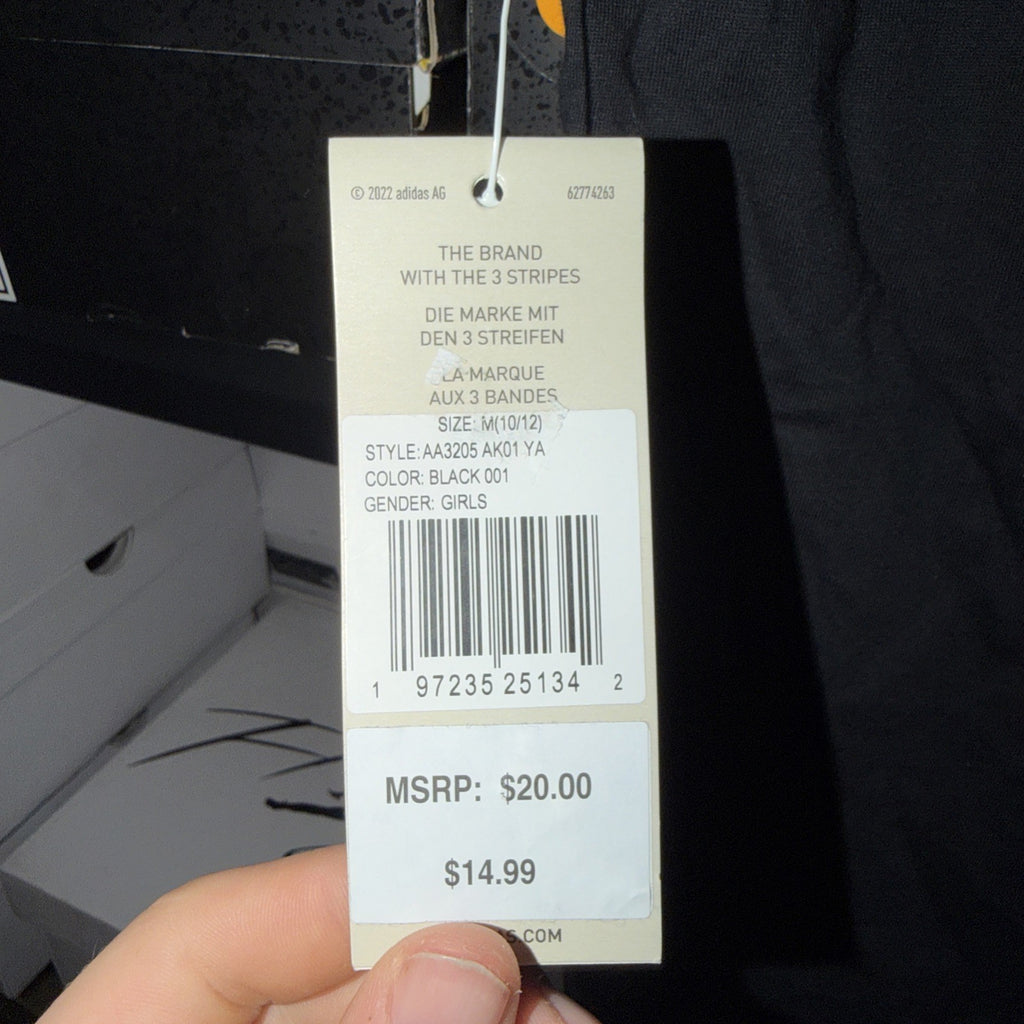 © 2022 adidas AG 62774263
THE BRAND
WITH THE 3 STRIPES
DIE MARKE MIT
DEN 3 STREIFEN
LA MARQUE
AUX 3 BANDES
SIZE: M(10/12)
STYLE: AA3205 AK01 YA
COLOR: BLACK 001
GENDER: GIRLS
1 97235 25134 2
MSRP: $20.00
$14.99
S.COM